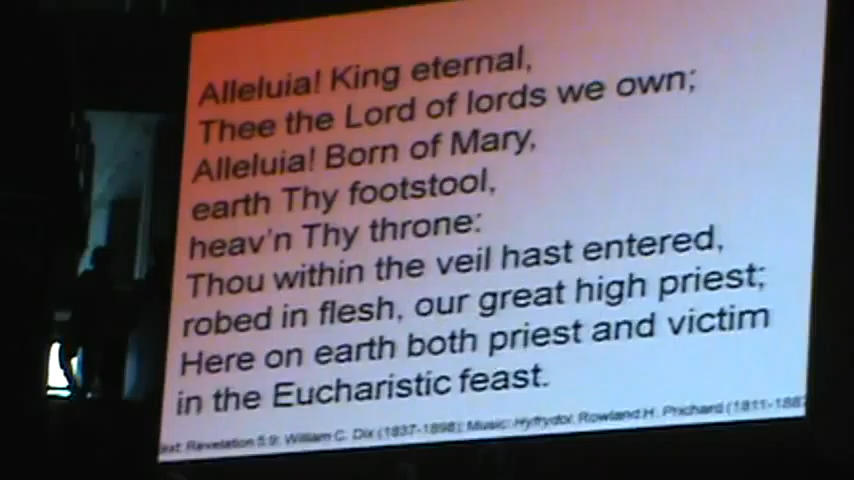 Alleluia! King eternal,
Thee the Lord of lords we own;
Alleluia! Born of Mary,
earth Thy footstool,
heav'n Thy throne:
Thou within the veil hast entered,
robed in flesh, our great high priest;
Here on earth both priest and victim
in the Eucharistic feast.
ext: Revelation 5:9; William C. Dix (1837-1898); Music: Hyfrydol; Rowland H. Prichard (1811-1887